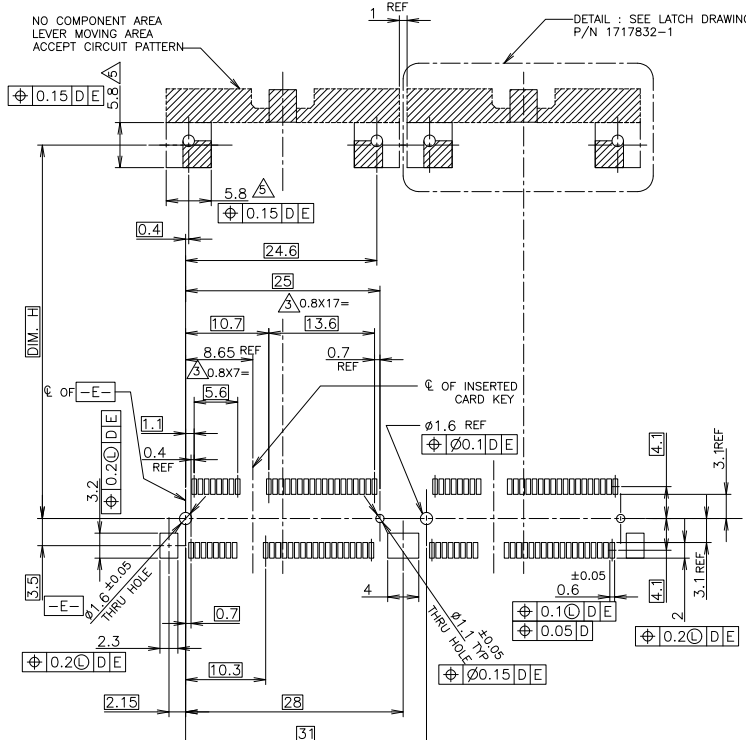 1
REF
NO COMPONENT AREA
LEVER MOVING AREA
ACCEPT CIRCUIT PATTERN
DETAIL : SEE LATCH DRAWING
P/N 1717832-1
⌖ 0.15 D E
5.8
5
5.8
5
⌖ 0.15 D E
0.4
24.6
25
3 0.8X17=
10.7
13.6
8.65 REF
0.7
REF
3 0.8X7=
5.6
DIM. H
℄ OF -E-
℄ OF INSERTED
CARD KEY
ø1.6 REF
⌖ Ø0.1 D E
1.1
0.4
REF
⌖ 0.2Ⓛ D E
3.2
4.1
3.1REF
3.5
-E-
ø1.6 ±0.05
THRU HOLE
0.7
4
ø1.1 TYP ±0.05
THRU HOLE
±0.05
0.6
4.1
2
3.1 REF
⌖ 0.1Ⓛ D E
⌖ 0.05 D
⌖ 0.2Ⓛ D E
2.3
⌖ 0.2Ⓛ D E
10.3
⌖ Ø0.15 D E
2.15
28
31